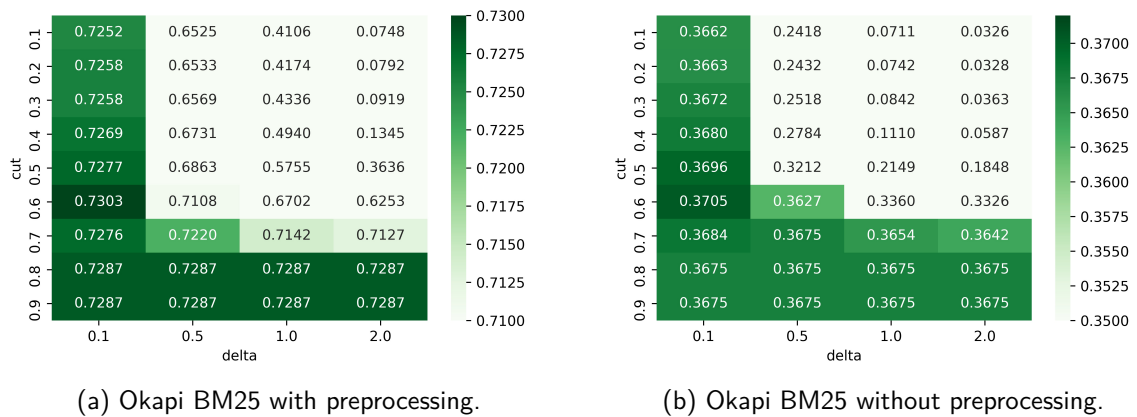 0.1 0.7252 0.6525 0.4106 0.0748
0.2 0.7258 0.6533 0.4174 0.0792
0.3 0.7258 0.6569 0.4336 0.0919
0.4 0.7269 0.6731 0.4940 0.1345
0.5 0.7277 0.6863 0.5755 0.3636
0.6 0.7303 0.7108 0.6702 0.6253
0.7 0.7276 0.7220 0.7142 0.7127
0.8 0.7287 0.7287 0.7287 0.7287
0.9 0.7287 0.7287 0.7287 0.7287
cut
0.1 0.5 1.0 2.0
delta
0.7300
0.7275
0.7250
0.7225
0.7200
0.7175
0.7150
0.7125
0.7100
(a) Okapi BM25 with preprocessing.
0.1 0.3662 0.2418 0.0711 0.0326
0.2 0.3663 0.2432 0.0742 0.0328
0.3 0.3672 0.2518 0.0842 0.0363
0.4 0.3680 0.2784 0.1110 0.0587
0.5 0.3696 0.3212 0.2149 0.1848
0.6 0.3705 0.3627 0.3360 0.3326
0.7 0.3684 0.3675 0.3654 0.3642
0.8 0.3675 0.3675 0.3675 0.3675
0.9 0.3675 0.3675 0.3675 0.3675
cut
0.1 0.5 1.0 2.0
delta
0.3700
0.3675
0.3650
0.3625
0.3600
0.3575
0.3550
0.3525
0.3500
(b) Okapi BM25 without preprocessing.